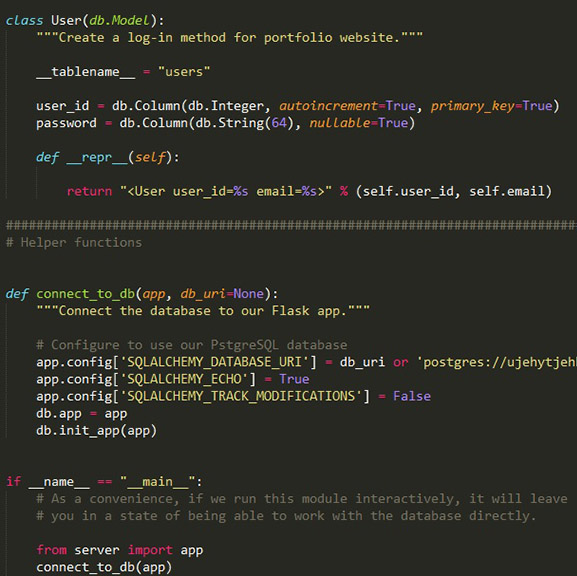 class User(db.Model):
    """Create a log-in method for portfolio website."""
    __tablename__ = "users"
    user_id = db.Column(db.Integer, autoincrement=True, primary_key=True)
    password = db.Column(db.String(64), nullable=True)
    def __repr__(self):
        return "<User user_id=%s email=%s>" % (self.user_id, self.email)
############################################################################
# Helper functions
def connect_to_db(app, db_uri=None):
    """Connect the database to our Flask app."""
    # Configure to use our PstgreSQL database
    app.config['SQLALCHEMY_DATABASE_URI'] = db_uri or 'postgres://ujehytjeh
    app.config['SQLALCHEMY_ECHO'] = True
    app.config['SQLALCHEMY_TRACK_MODIFICATIONS'] = False
    db.app = app
    db.init_app(app)
if __name__ == "__main__":
    # As a convenience, if we run this module interactively, it will leave
    # you in a state of being able to work with the database directly.
    from server import app
    connect_to_db(app)